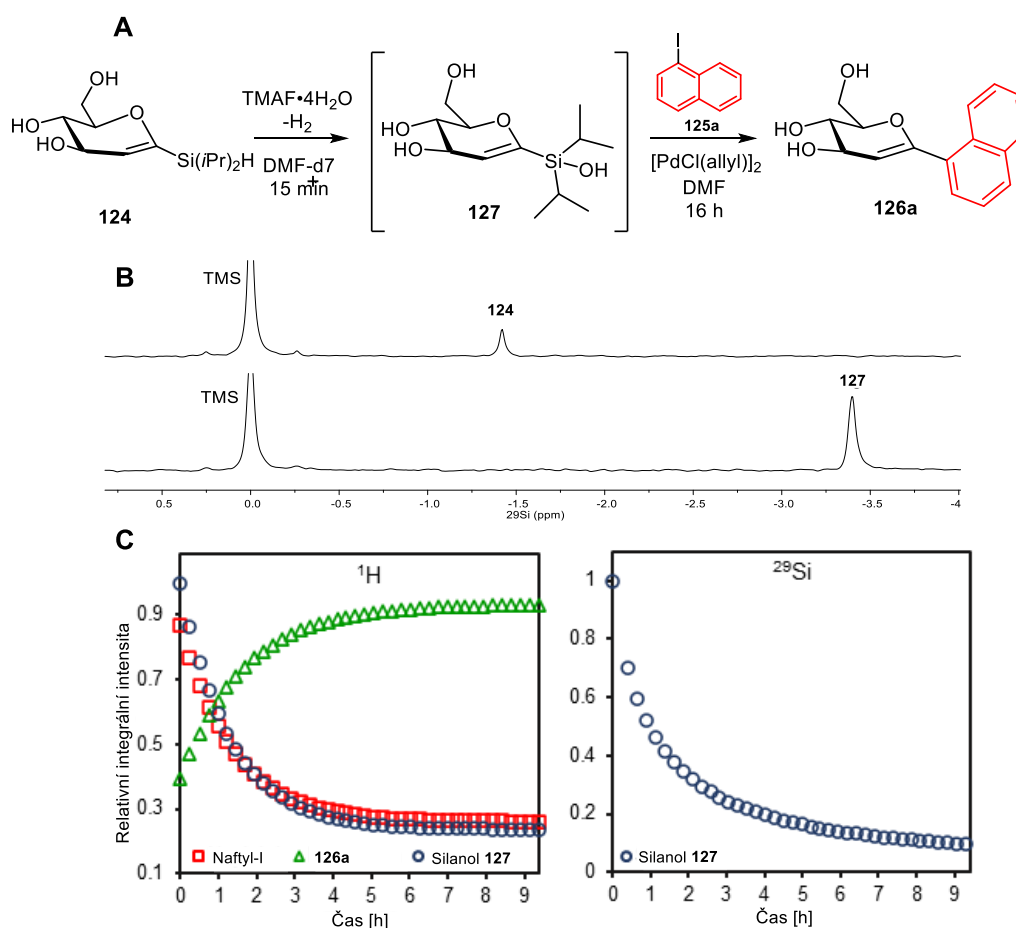 A
OH
HO
HO
O
Si(iPr)2H
124
TMAF•4H2O
-H2
DMF-d7
+
15 min
OH
HO
HO
O
Si
OH
127
I
125a
[PdCl(allyl)]2
DMF
16 h
OH
HO
HO
O
126a
B
TMS
124
TMS
127
0.5 0.0 -0.5 -1.0 -1.5 -2.0 -2.5 -3.0 -3.5 -4
29Si (ppm)
C
Relativní integrální intensita
1H
0.9
0.7
0.5
0.3
0.1
Naftyl-I 126a Silanol 127
0 1 2 3 4 5 6 7 8 9
Čas [h]
29Si
1
0.8
0.6
0.4
0.2
0
Silanol 127
0 1 2 3 4 5 6 7 8 9
Čas [h]